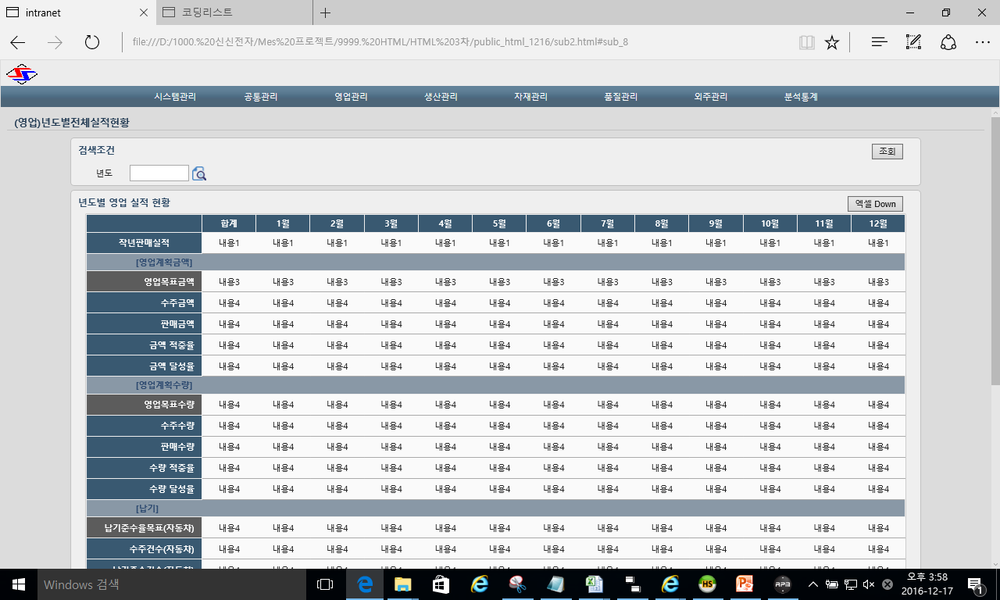 intranet
코딩리스트
file:///D:/1000.%20신신전자/Mes%20프로젝트/9999.%20HTML/HTML%203차/public_html_1216/sub2.html#sub_8
시스템관리 공통관리 영업관리 생산관리 자재관리 품질관리 외주관리 분석통계
(영업)년도별전체실적현황
검색조건
조회
년도
년도별 영업 실적 현황
엑셀 Down
합계 1월 2월 3월 4월 5월 6월 7월 8월 9월 10월 11월 12월
작년판매실적 내용1 내용1 내용1 내용1 내용1 내용1 내용1 내용1 내용1 내용1 내용1 내용1 내용1
[영업계획금액]
영업목표금액 내용3 내용3 내용3 내용3 내용3 내용3 내용3 내용3 내용3 내용3 내용3 내용3 내용3
수주금액 내용4 내용4 내용4 내용4 내용4 내용4 내용4 내용4 내용4 내용4 내용4 내용4 내용4
판매금액 내용4 내용4 내용4 내용4 내용4 내용4 내용4 내용4 내용4 내용4 내용4 내용4 내용4
금액 적중율 내용4 내용4 내용4 내용4 내용4 내용4 내용4 내용4 내용4 내용4 내용4 내용4 내용4
금액 달성율 내용4 내용4 내용4 내용4 내용4 내용4 내용4 내용4 내용4 내용4 내용4 내용4 내용4
[영업계획수량]
영업목표수량 내용4 내용4 내용4 내용4 내용4 내용4 내용4 내용4 내용4 내용4 내용4 내용4 내용4
수주수량 내용4 내용4 내용4 내용4 내용4 내용4 내용4 내용4 내용4 내용4 내용4 내용4 내용4
판매수량 내용4 내용4 내용4 내용4 내용4 내용4 내용4 내용4 내용4 내용4 내용4 내용4 내용4
수량 적중율 내용4 내용4 내용4 내용4 내용4 내용4 내용4 내용4 내용4 내용4 내용4 내용4 내용4
수량 달성율 내용4 내용4 내용4 내용4 내용4 내용4 내용4 내용4 내용4 내용4 내용4 내용4 내용4
[납기]
납기준수율목표(자동차) 내용4 내용4 내용4 내용4 내용4 내용4 내용4 내용4 내용4 내용4 내용4 내용4 내용4
수주건수(자동차) 내용4 내용4 내용4 내용4 내용4 내용4 내용4 내용4 내용4 내용4 내용4 내용4 내용4
Windows 검색
HS
APM
오후 3:58
2016-12-17
1